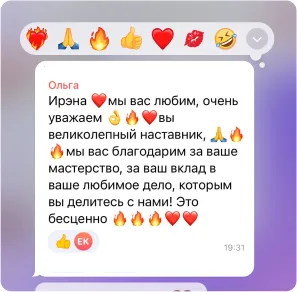 Ольга
Ирэна ❤️мы вас любим, очень
уважаем 👌🔥❤️вы
великолепный наставник, 🙏🔥
🔥мы вас благодарим за ваше
мастерство, за ваш вклад в
ваше любимое дело, которым
вы делитесь с нами! Это
бесценно 🔥🔥🔥❤️❤️
👍 EK
19:31